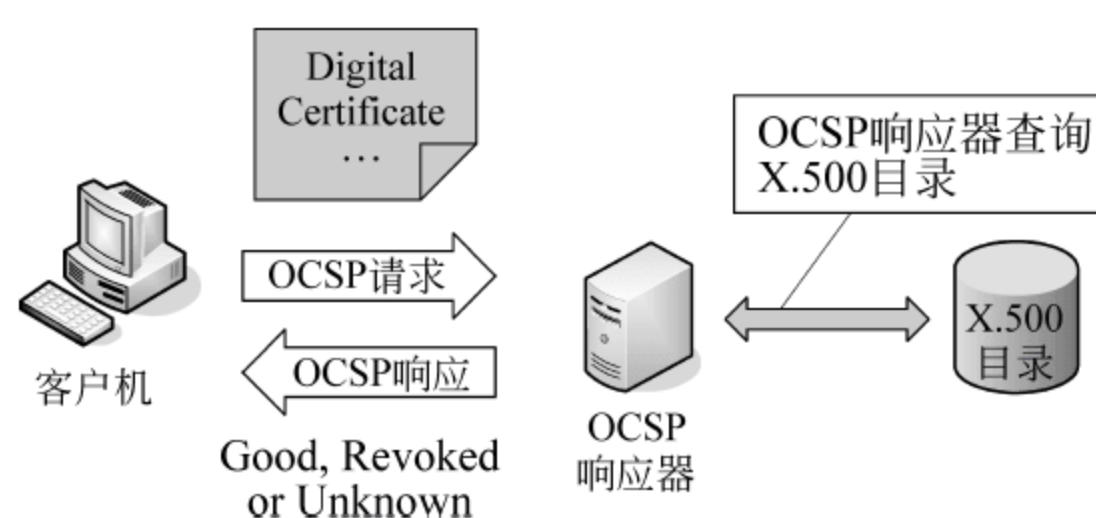 Digital
Certificate
…
OCSP响应器查询
X.500目录
OCSP请求
OCSP响应
X.500
目录
客户机
Good, Revoked
or Unknown
OCSP
响应器